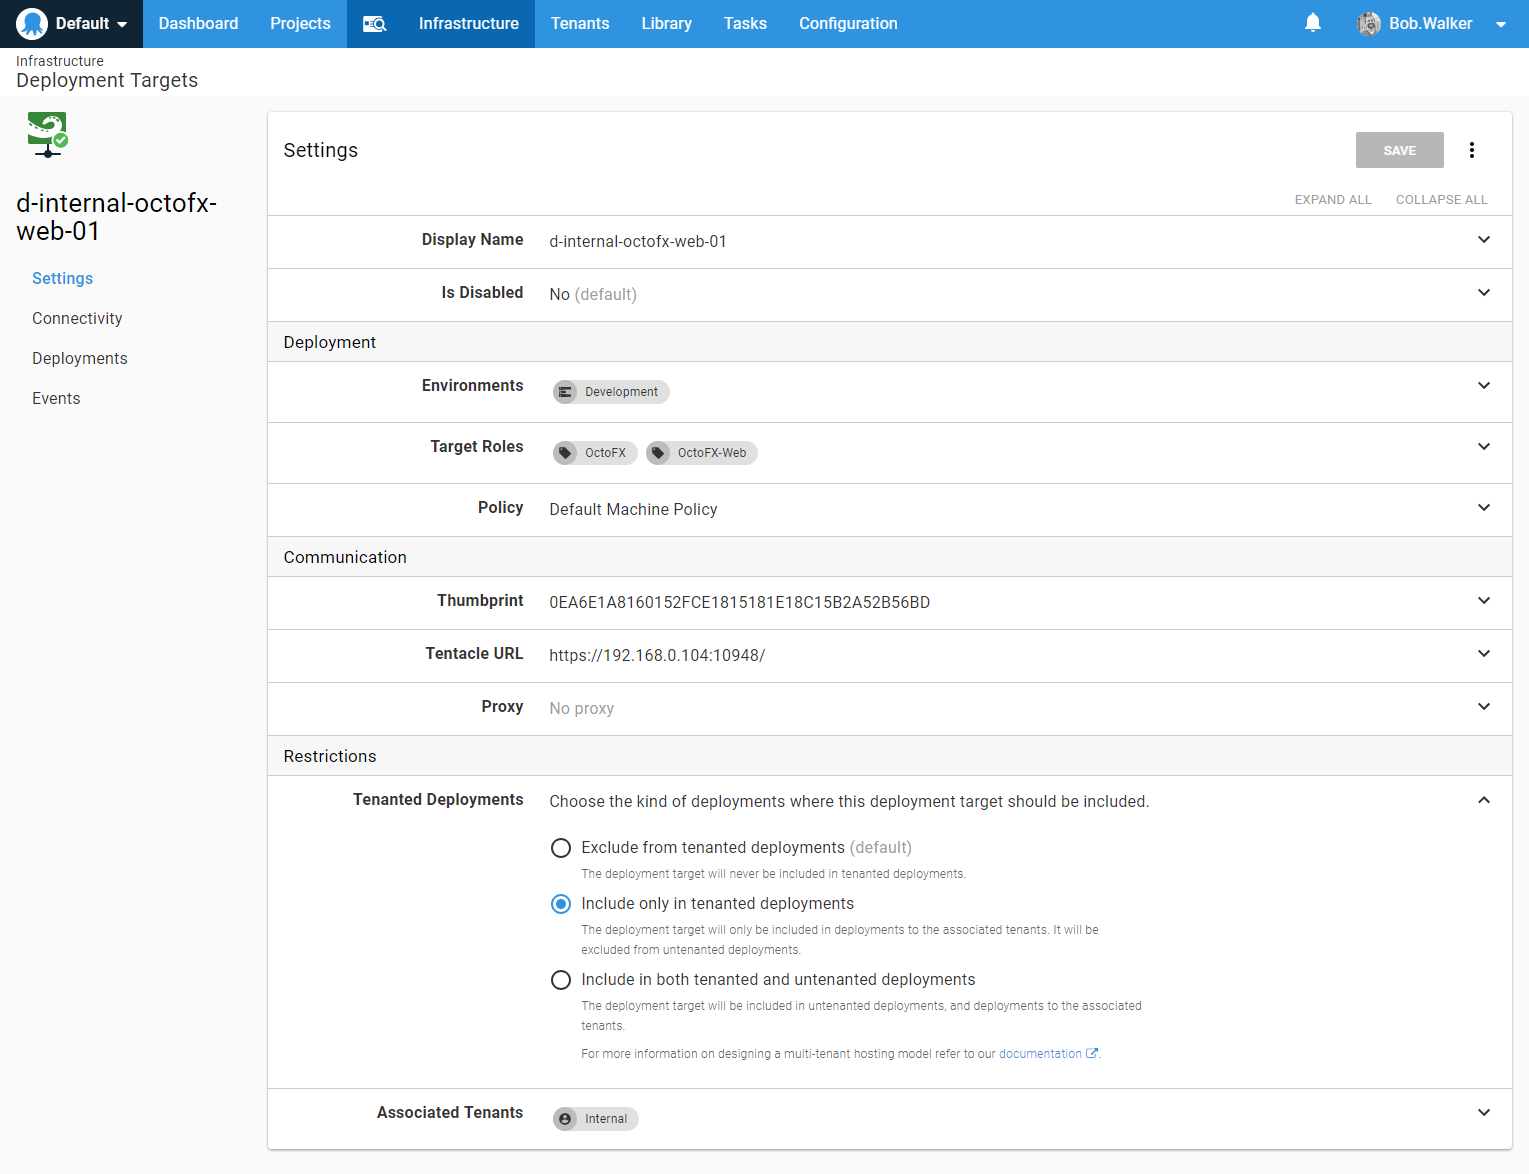 Default
Dashboard
Projects
Infrastructure
Tenants
Library
Tasks
Configuration
Bob.Walker
Infrastructure
Deployment Targets
d-internal-octofx-
web-01
Settings
Connectivity
Deployments
Events
Settings
SAVE
EXPAND ALL
COLLAPSE ALL
Display Name
d-internal-octofx-web-01
Is Disabled
No (default)
Deployment
Environments
Development
Target Roles
OctoFX
OctoFX-Web
Policy
Default Machine Policy
Communication
Thumbprint
0EA6E1A8160152FCE1815181E18C15B2A52B56BD
Tentacle URL
https://192.168.0.104:10948/
Proxy
No proxy
Restrictions
Tenanted Deployments
Choose the kind of deployments where this deployment target should be included.
Exclude from tenanted deployments (default)
The deployment target will never be included in tenanted deployments.
Include only in tenanted deployments
The deployment target will only be included in deployments to the associated tenants. It will be
excluded from untenanted deployments.
Include in both tenanted and untenanted deployments
The deployment target will be included in untenanted deployments, and deployments to the associated
tenants.
For more information on designing a multi-tenant hosting model refer to our documentation.
Associated Tenants
Internal